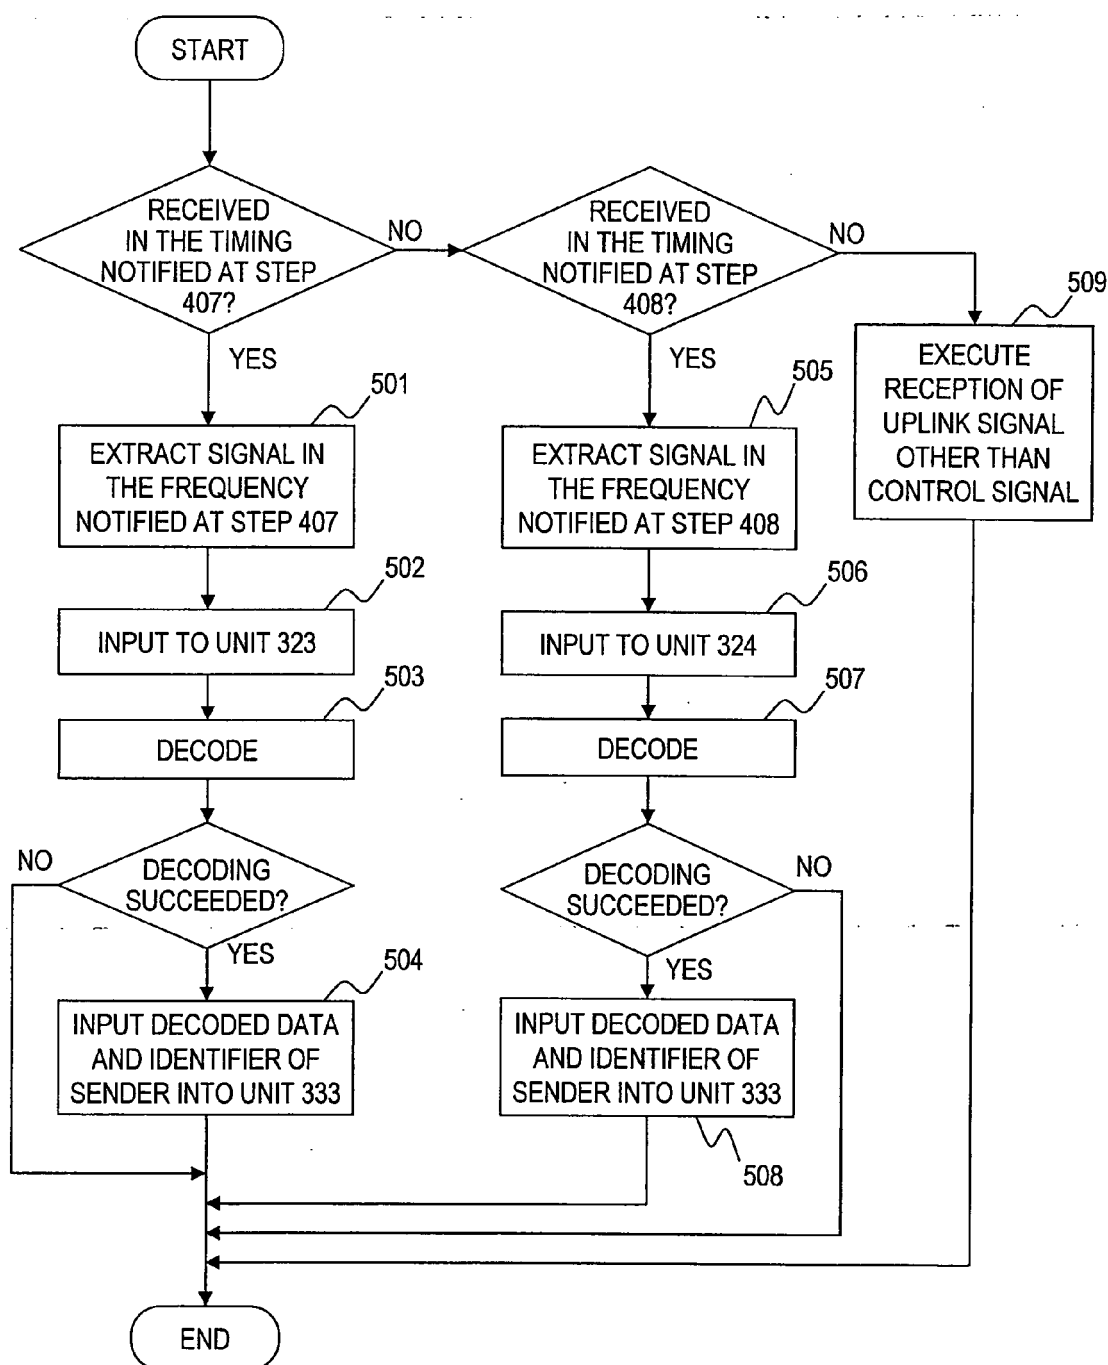 START
RECEIVED
IN THE TIMING
NOTIFIED AT STEP
407?
NO
YES
RECEIVED
IN THE TIMING
NOTIFIED AT STEP
408?
NO
YES
509
EXECUTE
RECEPTION OF
UPLINK SIGNAL
OTHER THAN
CONTROL SIGNAL
501
EXTRACT SIGNAL IN
THE FREQUENCY
NOTIFIED AT STEP 407
505
EXTRACT SIGNAL IN
THE FREQUENCY
NOTIFIED AT STEP 408
502
INPUT TO UNIT 323
506
INPUT TO UNIT 324
503
DECODE
507
DECODE
NO
DECODING
SUCCEEDED?
YES
DECODING
SUCCEEDED?
NO
YES
504
INPUT DECODED DATA
AND IDENTIFIER OF
SENDER INTO UNIT 333
INPUT DECODED DATA
AND IDENTIFIER OF
SENDER INTO UNIT 333
508
END